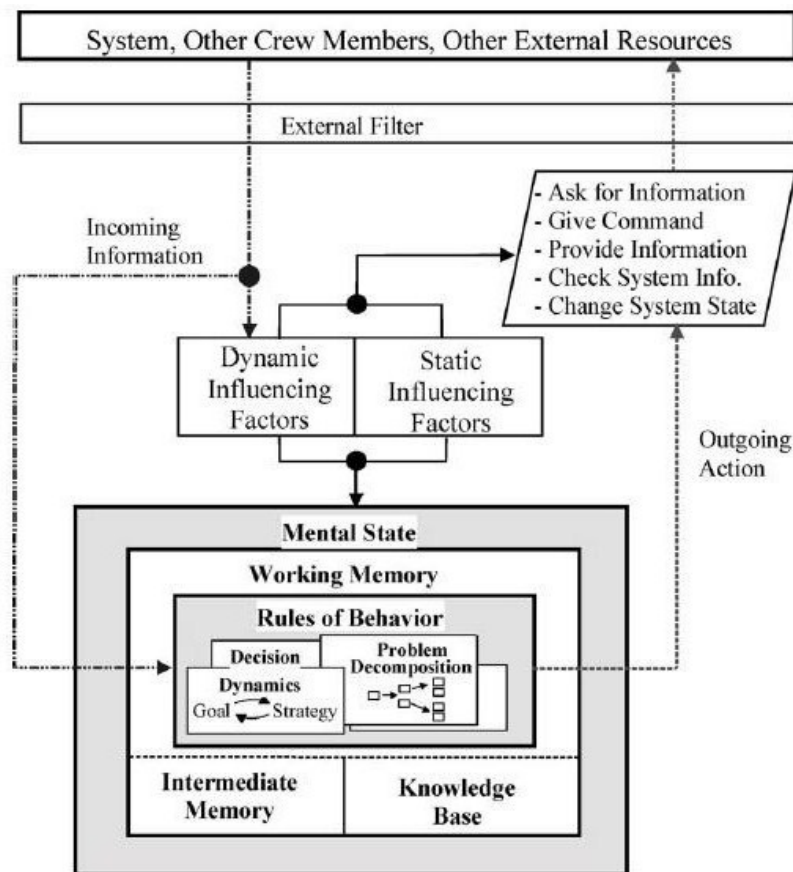 System, Other Crew Members, Other External Resources
External Filter
- Ask for Information
- Give Command
- Provide Information
- Check System Info.
- Change System State
Incoming
Information
Dynamic
Influencing
Factors
Static
Influencing
Factors
Outgoing
Action
Mental State
Working Memory
Rules of Behavior
Decision
Dynamics
Goal
Strategy
Problem
Decomposition
Intermediate
Memory
Knowledge
Base